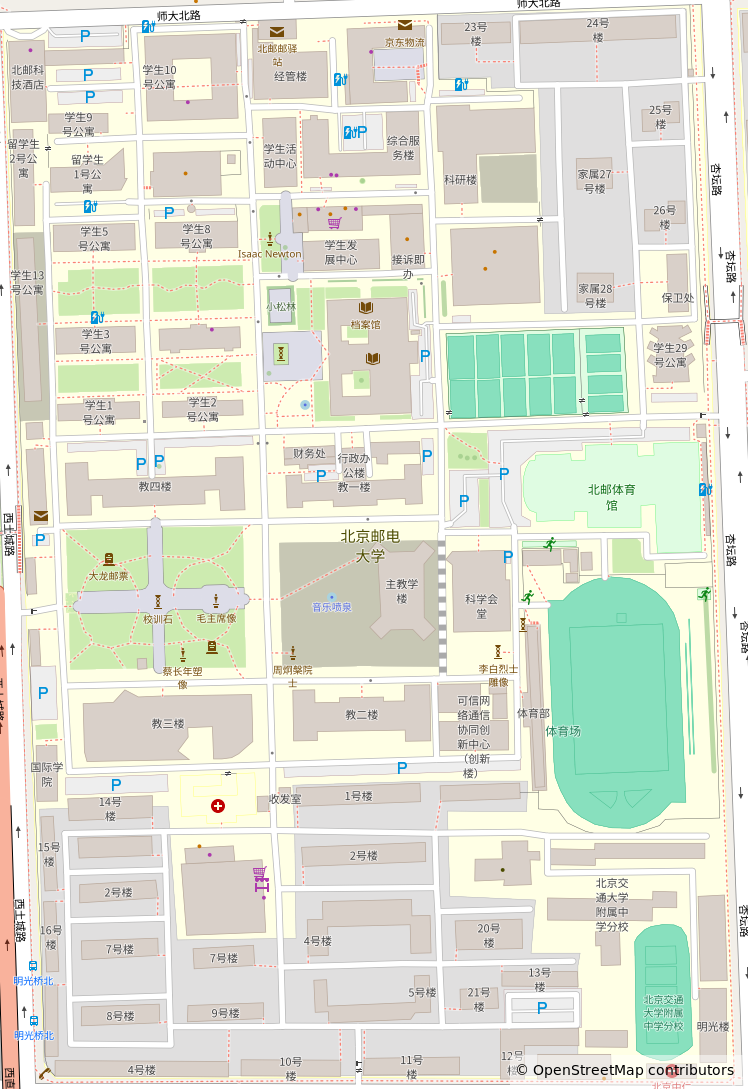 师大北路
师大北路
北邮邮驿
站
京东物流
23号
楼
24号
楼
北邮科
技酒店
学生10
号公寓
经管楼
学生9
号公寓
25号
楼
留学生
2号公
寓
留学生
1号公
寓
学生活
动中心
综合服
务楼
科研楼
家属27
号楼
杏坛路
26号
楼
学生5
号公寓
学生8
号公寓
Isaac Newton
学生发
展中心
接诉即
办
杏坛路
学生13
号公寓
家属28
号楼
保卫处
小松林
档案馆
学生3
号公寓
学生29
号公寓
学生1
号公寓
学生2
号公寓
财务处
行政办
公楼
教一楼
教四楼
北邮体育
馆
西土城路
北京邮电
大学
杏坛路
大龙邮票
主教学
楼
科学会
堂
校训石
毛主席像
音乐喷泉
杏坛路
蔡长年塑
像
周炯槃院
士
李白烈士
雕像
教三楼
教二楼
可信网
络通信
协同创
新中心
（创新
楼）
体育部
体育场
国际学
院
14号
楼
收发室
1号楼
15号
楼
2号楼
2号楼
北京交
通大学
附属中
学分校
西土城路
16号
楼
7号楼
7号楼
4号楼
20号
楼
杏坛路
明光桥北
13号
楼
5号楼
21号
楼
8号楼
9号楼
北京交通
大学附属
中学分校
明光楼
明光桥北
4号楼
10号
楼
11号
楼
12号
楼
© OpenStreetMap contributors